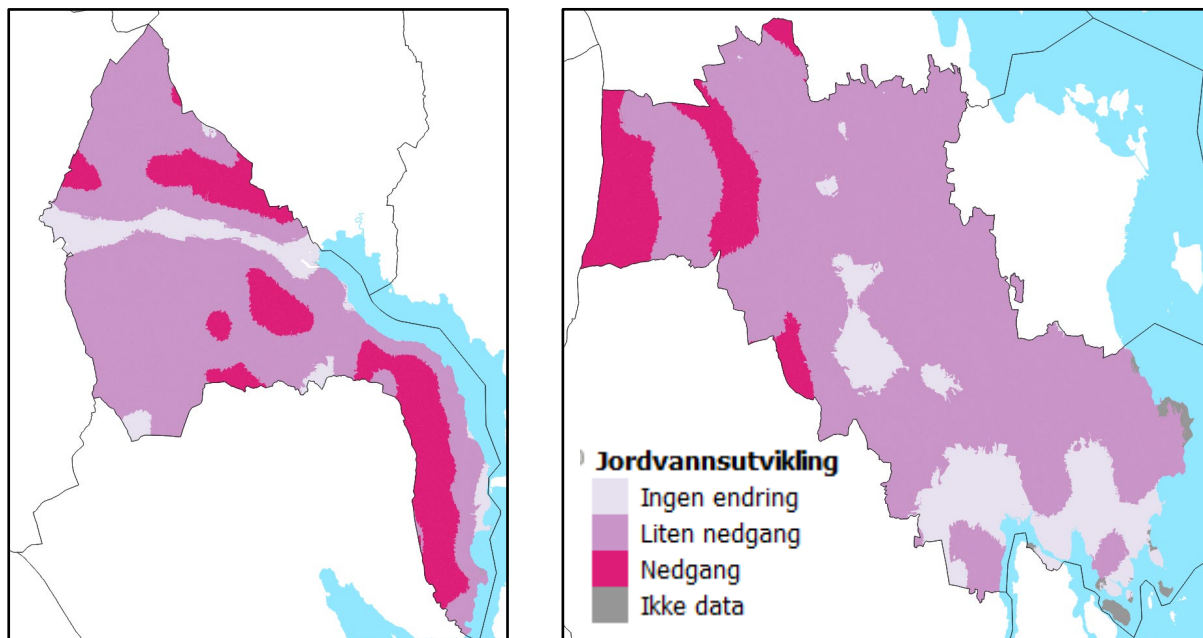 Jordvannsutvikling
Ingen endring
Liten nedgang
Nedgang
Ikke data